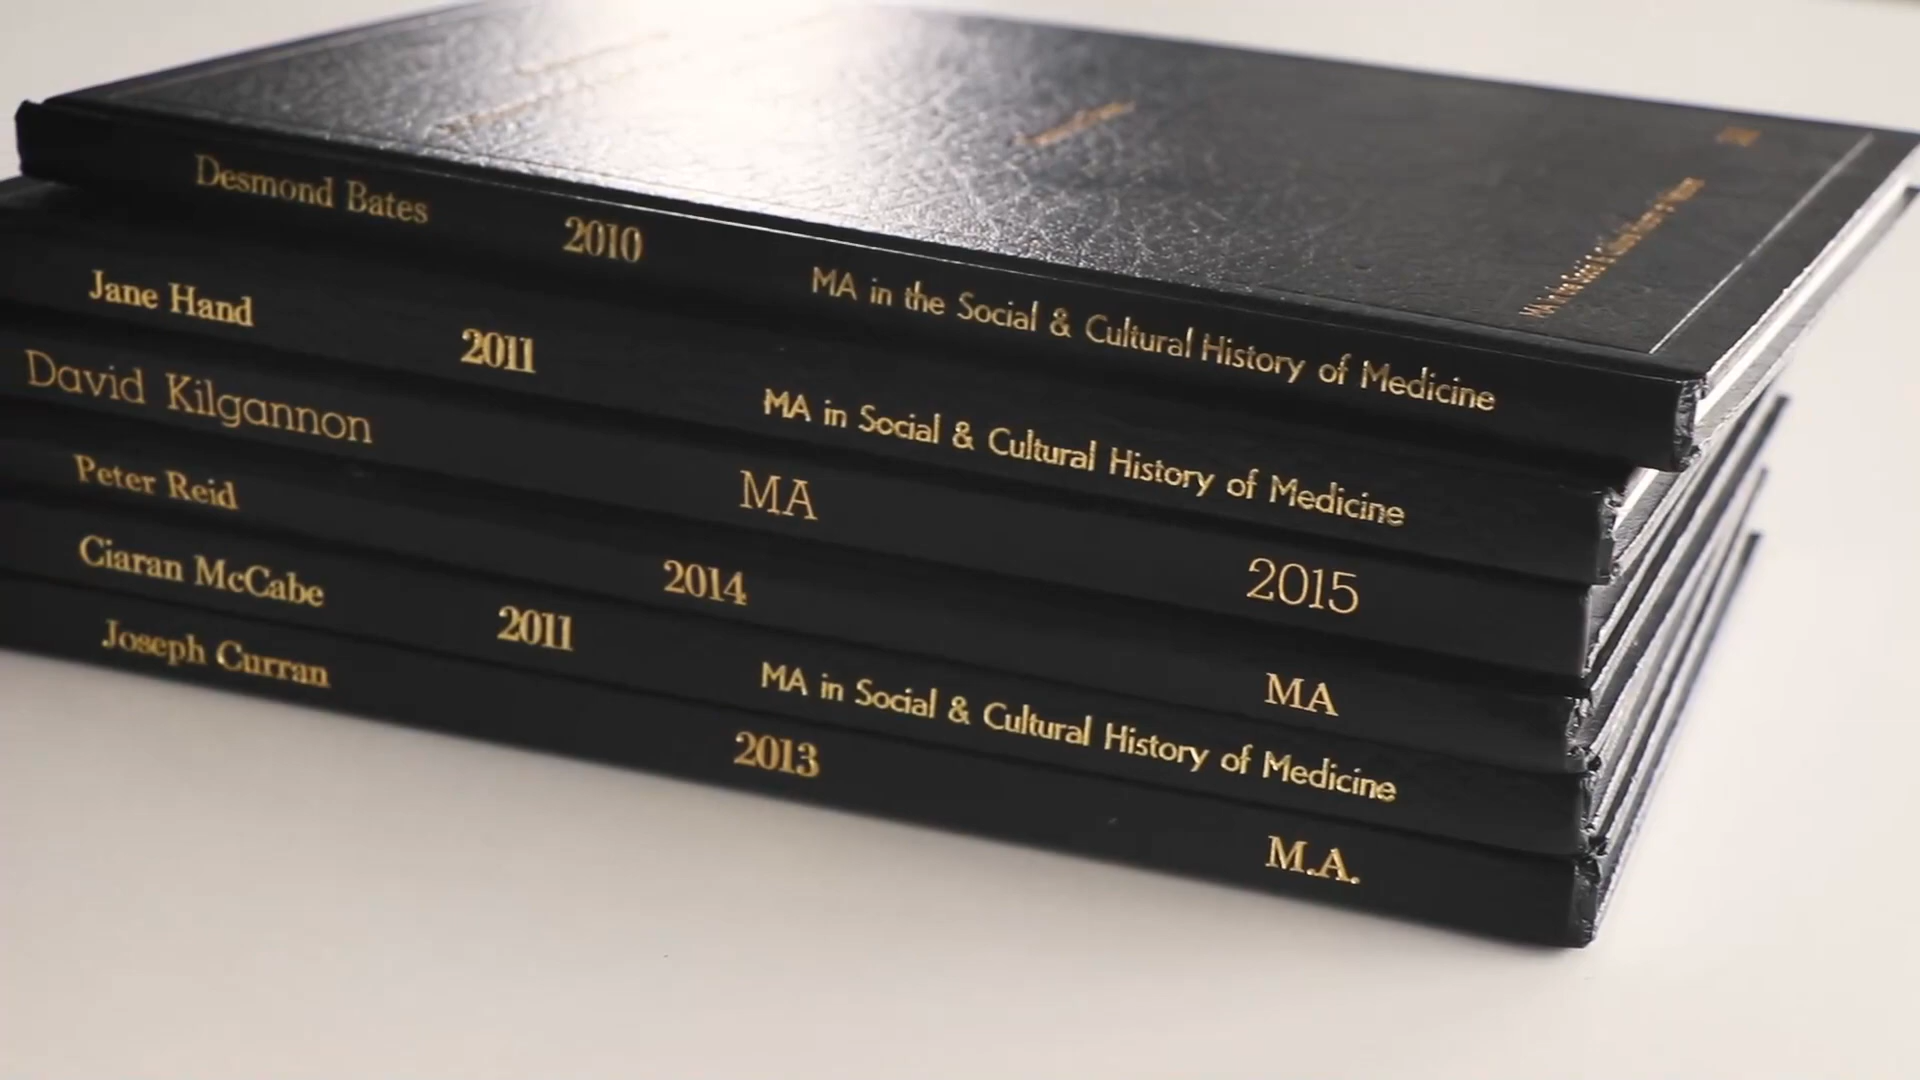 Desmond Bates 2010 MA in the Social & Cultural History of Medicine
Jane Hand 2011 MA in Social & Cultural History of Medicine
David Kilgannon MA 2015
Peter Reid 2014 MA
Ciaran McCabe 2011 MA in Social & Cultural History of Medicine
Joseph Curran 2013 M.A.